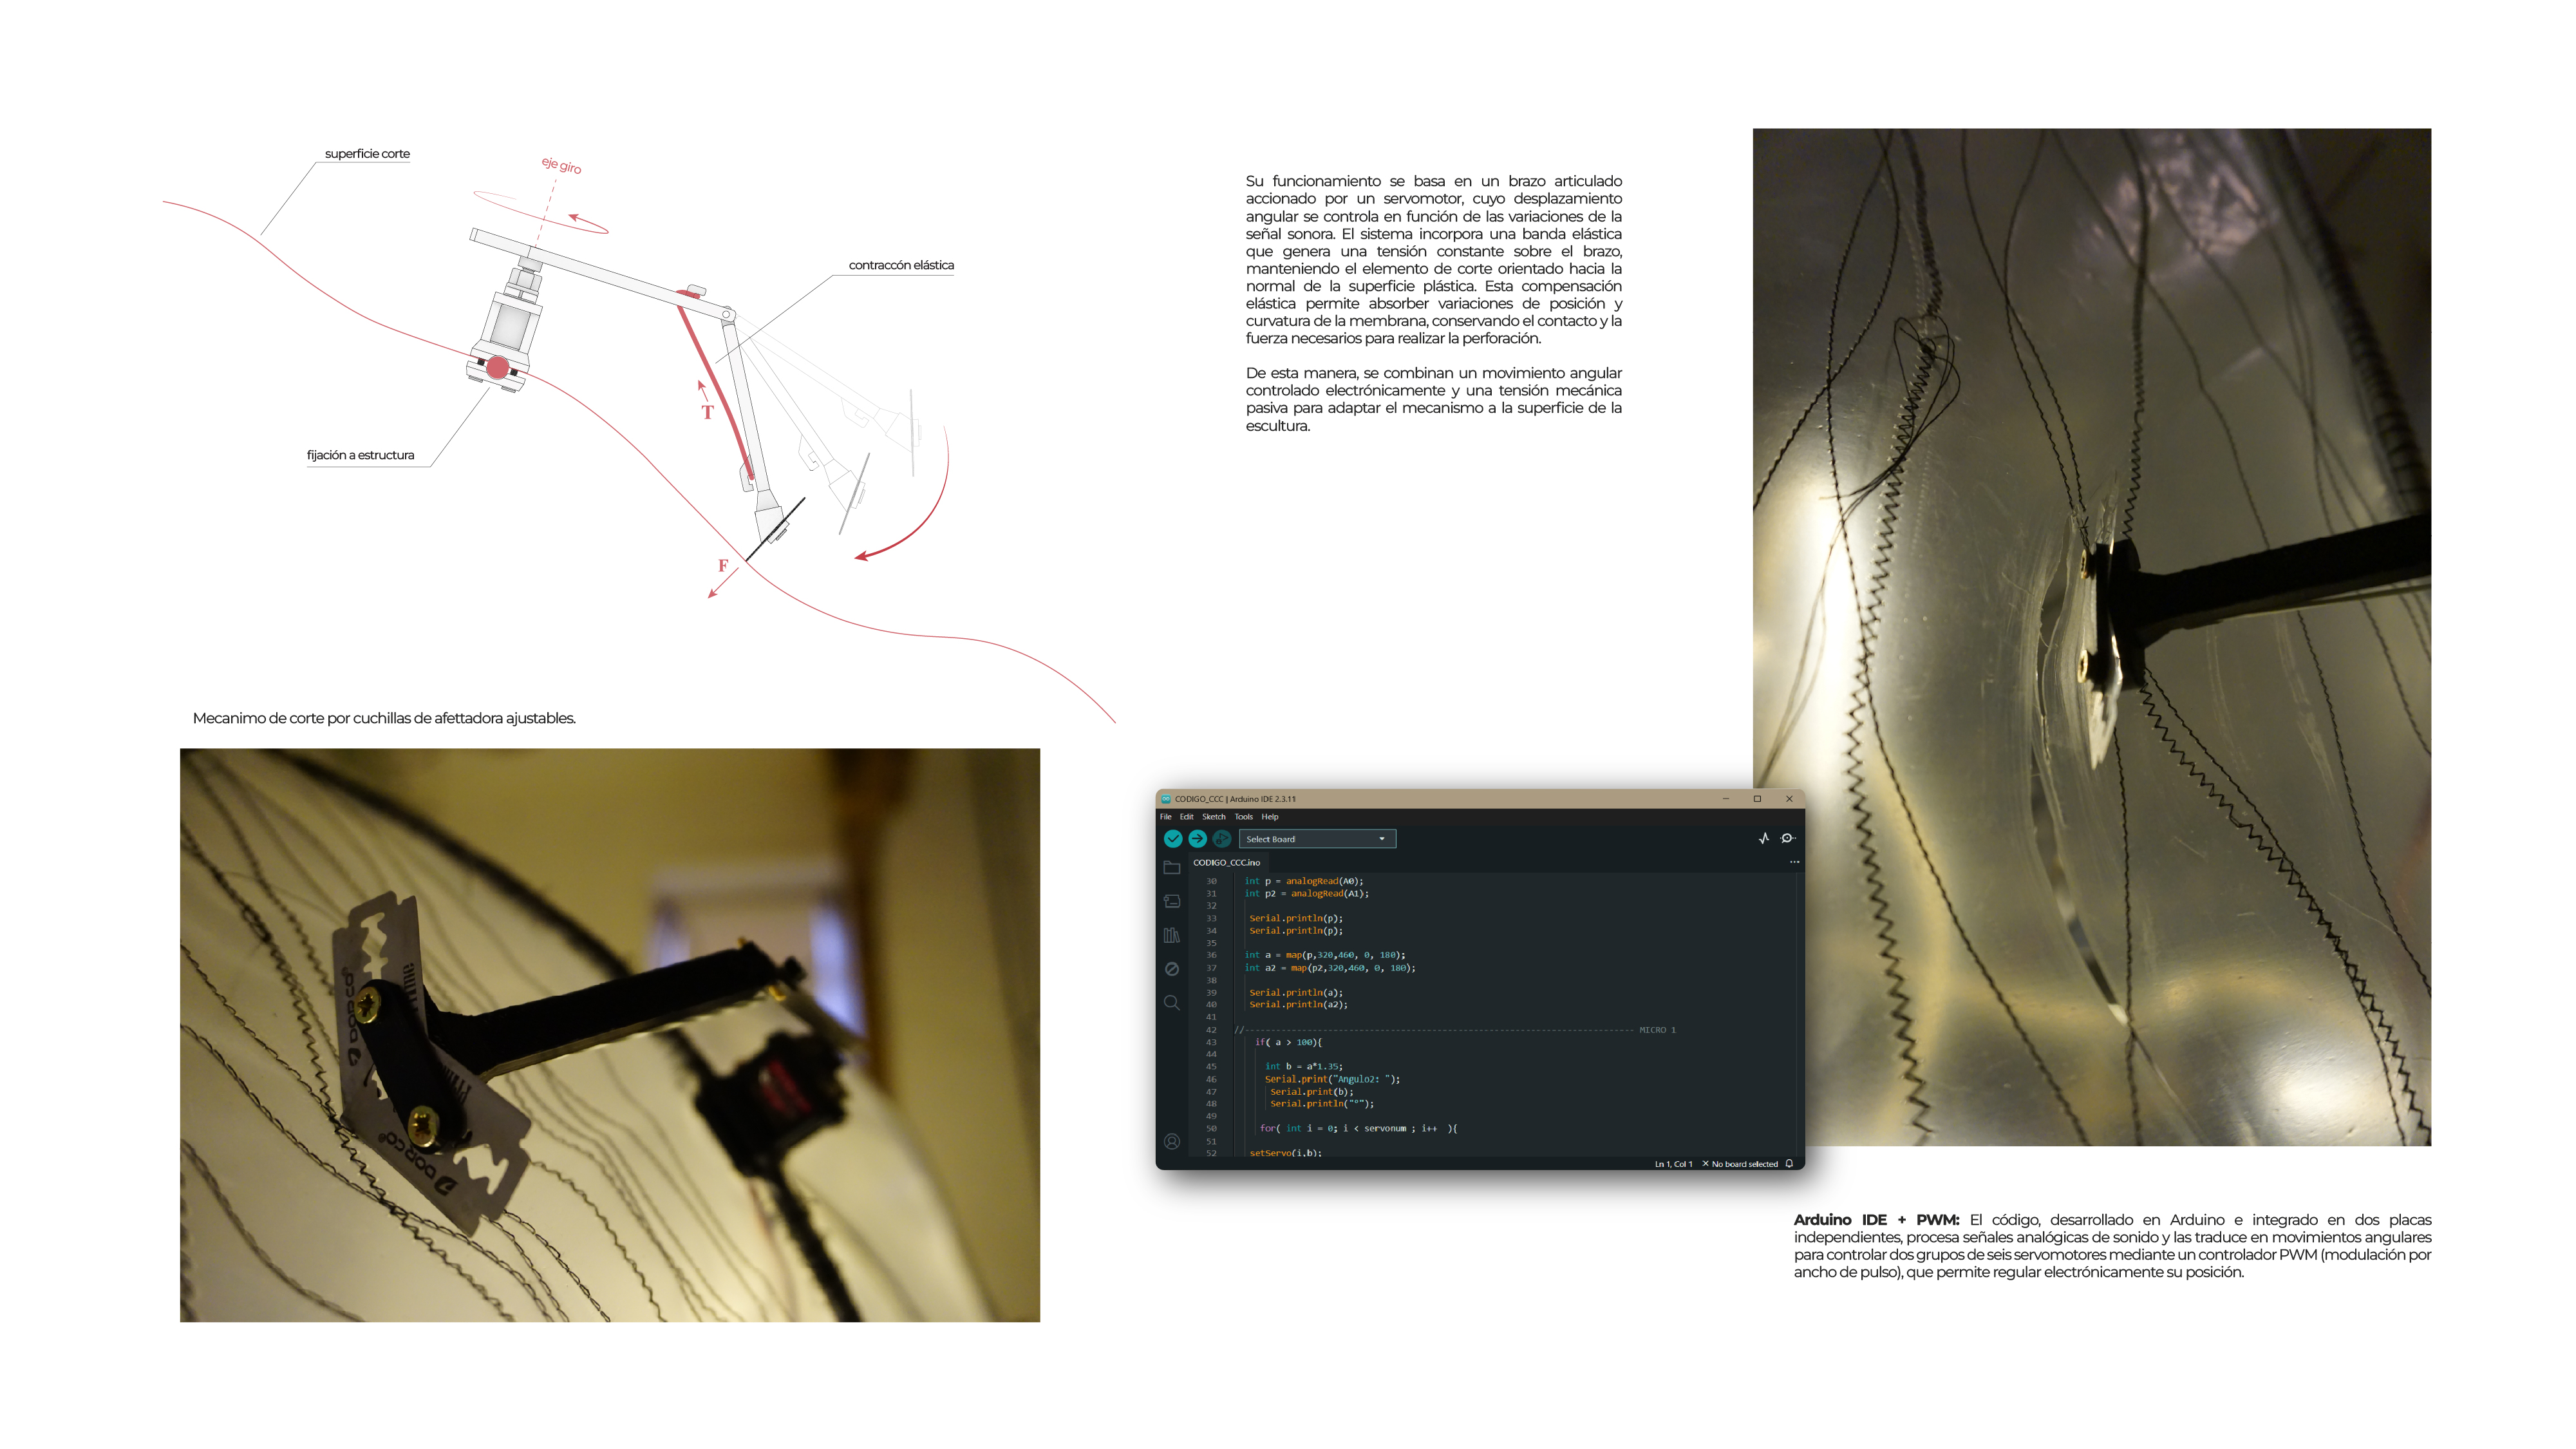 superficie corte
eje giro
contraccón elástica
T
fijación a estructura
F
Mecanimo de corte por cuchillas de afettadora ajustables.
DORCO®
DORCO®
Su funcionamiento se basa en un brazo articulado
accionado por un servomotor, cuyo desplazamiento
angular se controla en función de las variaciones de la
señal sonora. El sistema incorpora una banda elástica
que genera una tensión constante sobre el brazo,
manteniendo el elemento de corte orientado hacia la
normal de la superficie plástica. Esta compensación
elástica permite absorber variaciones de posición y
curvatura de la membrana, conservando el contacto y la
fuerza necesarios para realizar la perforación.
De esta manera, se combinan un movimiento angular
controlado electrónicamente y una tensión mecánica
pasiva para adaptar el mecanismo a la superficie de la
escultura.
CODIGO_CCC | Arduino IDE 2.3.11
File Edit Sketch Tools Help
Select Board
CODIGO_CCC.ino
30 int p = analogRead(A0);
31 int p2 = analogRead(A1);
32
33 Serial.println(p);
34 Serial.println(p);
35
36 int a = map(p,320,460, 0, 180);
37 int a2 = map(p2,320,460, 0, 180);
38
39 Serial.println(a);
40 Serial.println(a2);
41
42 //---------------------------------------------------------------------------- MICRO 1
43 if( a > 100){
44
45 int b = a*1.35;
46 Serial.print("Angulo2: ");
47 Serial.print(b);
48 Serial.println("°");
49
50 for( int i = 0; i < servonum ; i++ ){
51
52 setServo(i,b);
Ln 1, Col 1 × No board selected
Arduino IDE + PWM: El código, desarrollado en Arduino e integrado en dos placas
independientes, procesa señales analógicas de sonido y las traduce en movimientos angulares
para controlar dos grupos de seis servomotores mediante un controlador PWM (modulación por
ancho de pulso), que permite regular electrónicamente su posición.